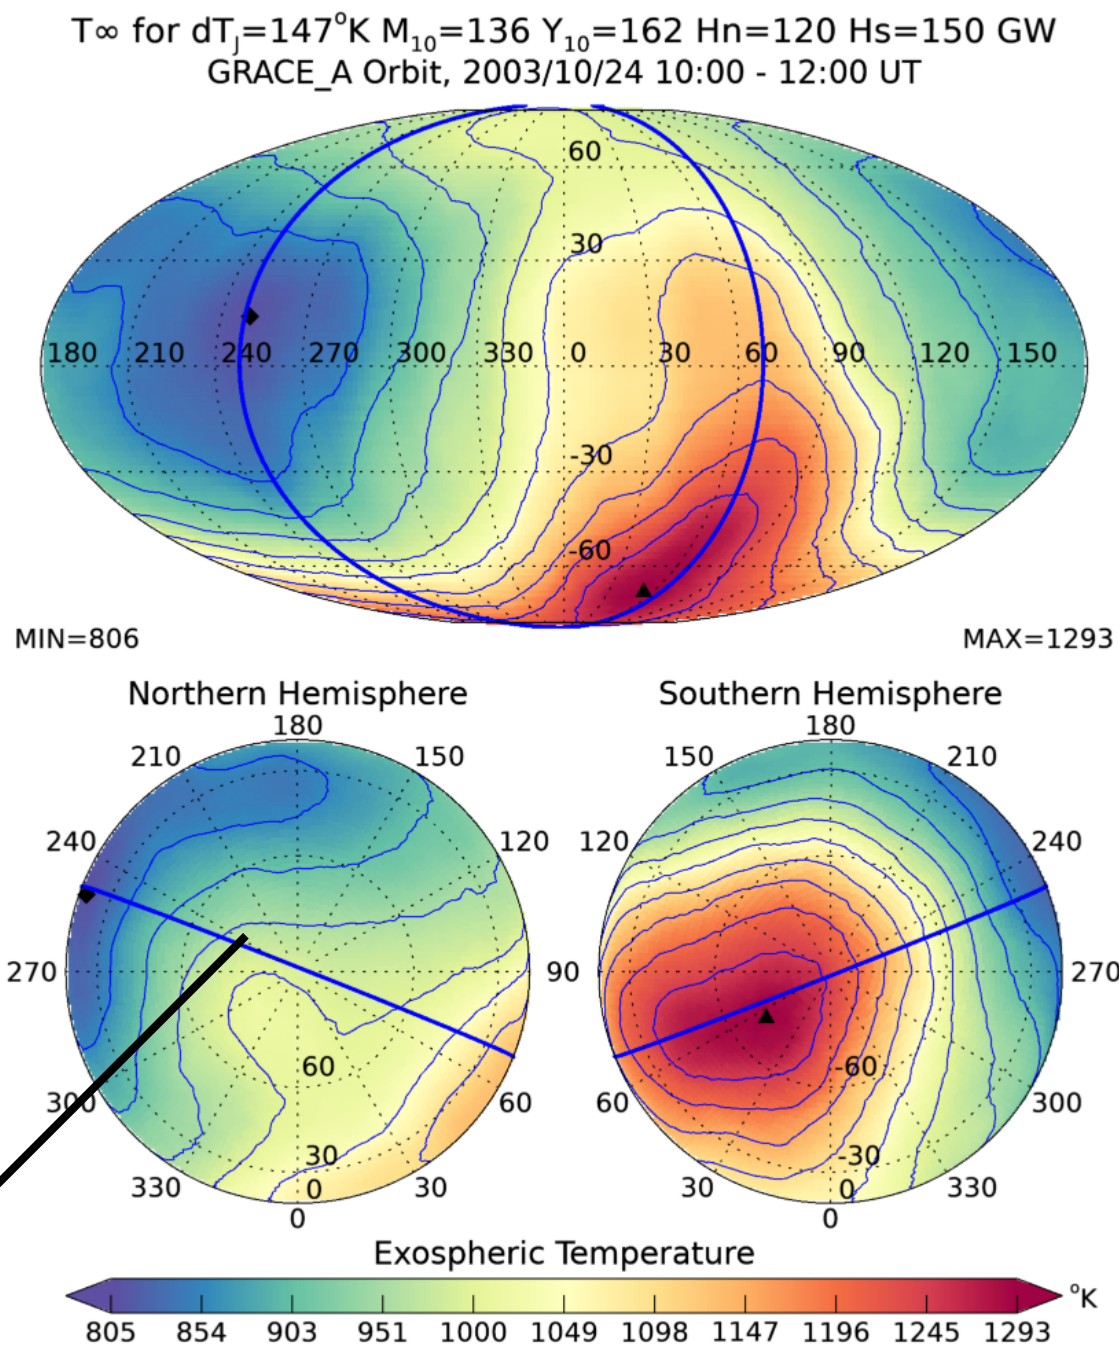 T∞ for dTJ=147°K M10=136 Y10=162 Hn=120 Hs=150 GW
GRACE_A Orbit, 2003/10/24 10:00 - 12:00 UT
60
30
180 210 240 270 300 330 0 30 60 90 120 150
-30
-60
MIN=806 MAX=1293
Northern Hemisphere Southern Hemisphere
180 180
210 150 150 210
240 120 120 240
270 90 270
60 -60
300 60 60 300
30 -30
330 0 30 30 0 330
0 0
Exospheric Temperature
°K
805 854 903 951 1000 1049 1098 1147 1196 1245 1293